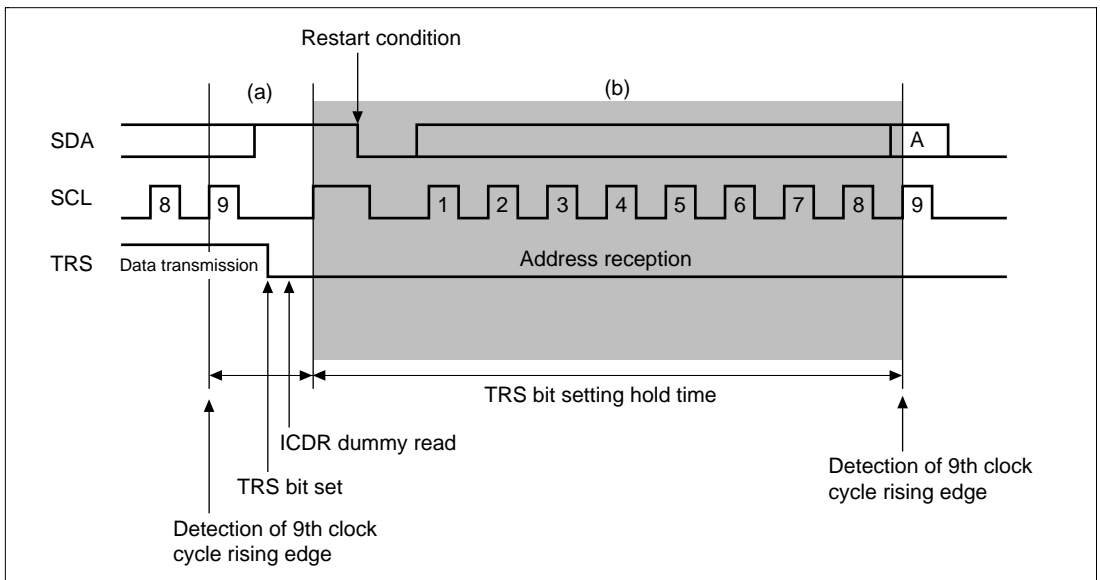 Restart condition
(a)
(b)
SDA
A
SCL
8
9
1
2
3
4
5
6
7
8
9
TRS
Data transmission
Address reception
TRS bit setting hold time
ICDR dummy read
TRS bit set
Detection of 9th clock
cycle rising edge
Detection of 9th clock
cycle rising edge